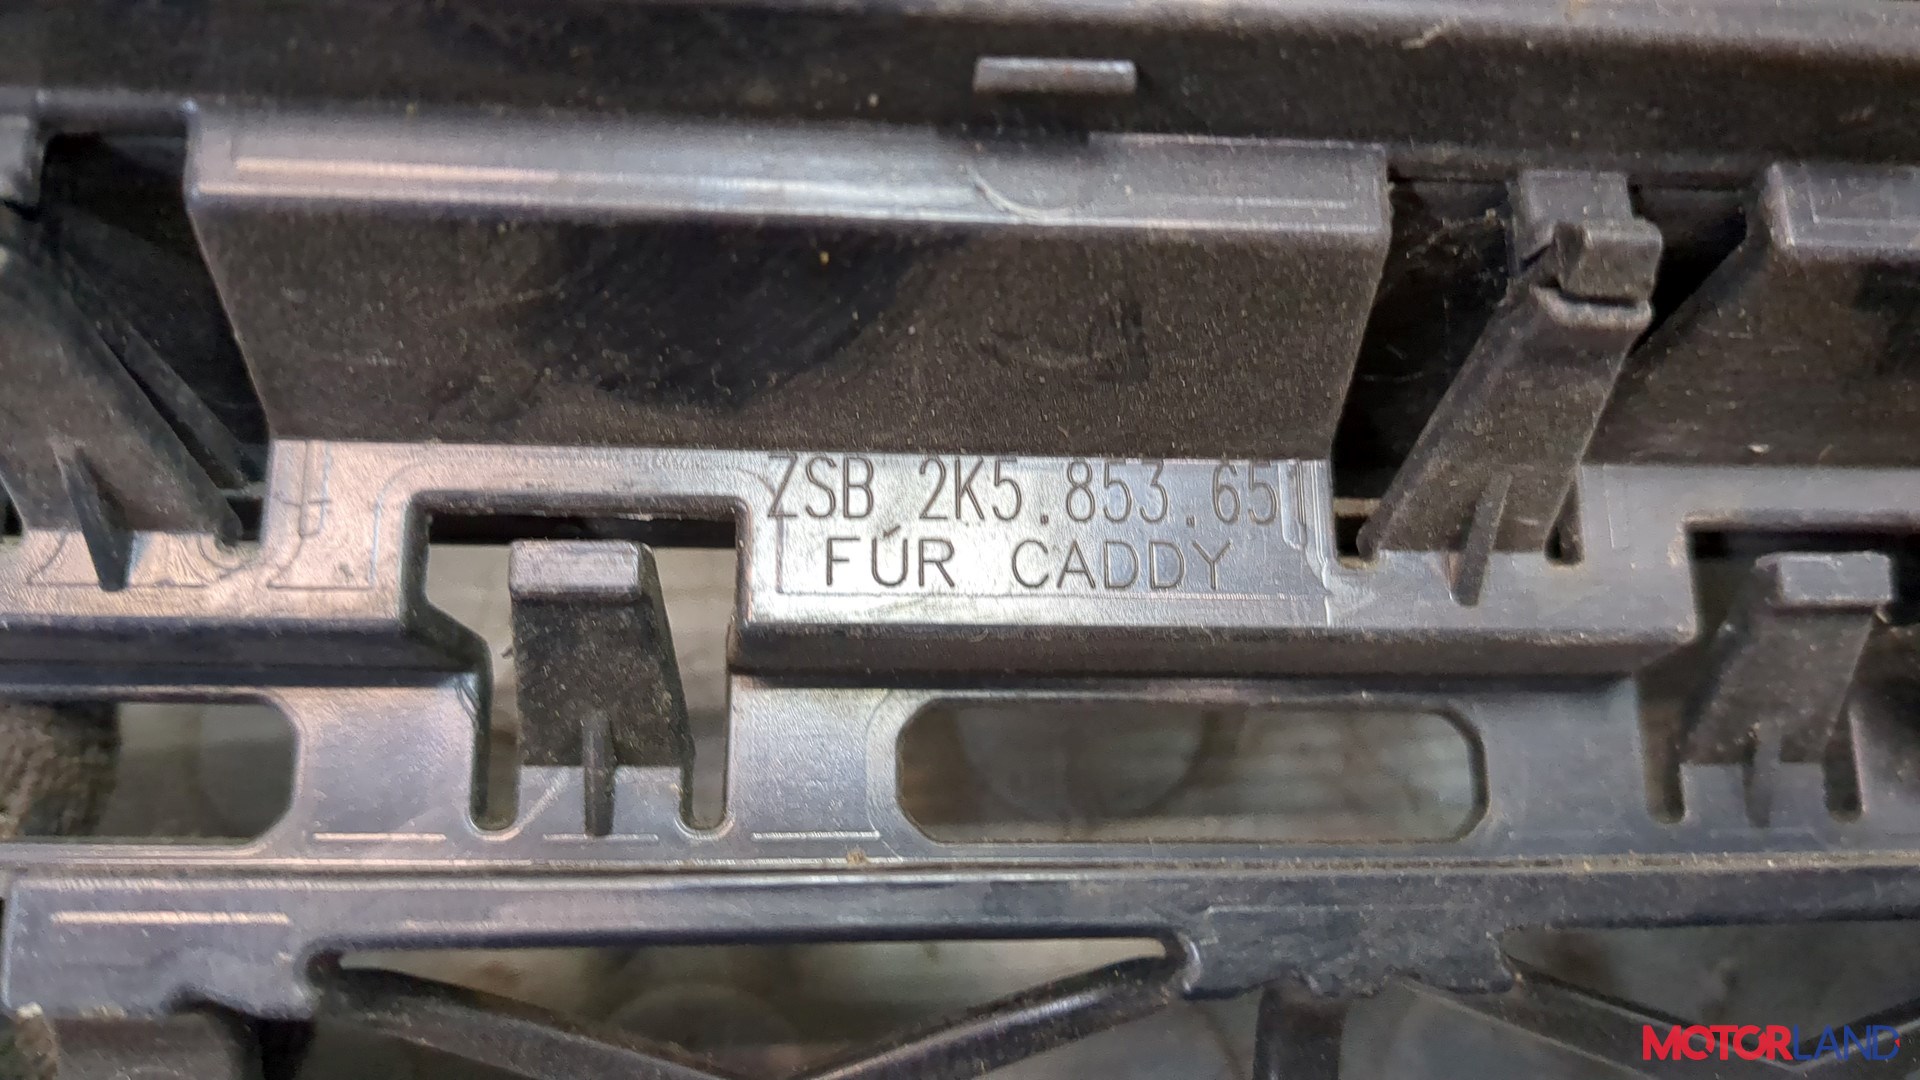 ZSB 2K5.853.651
FÜR CADDY
MOTORLAND